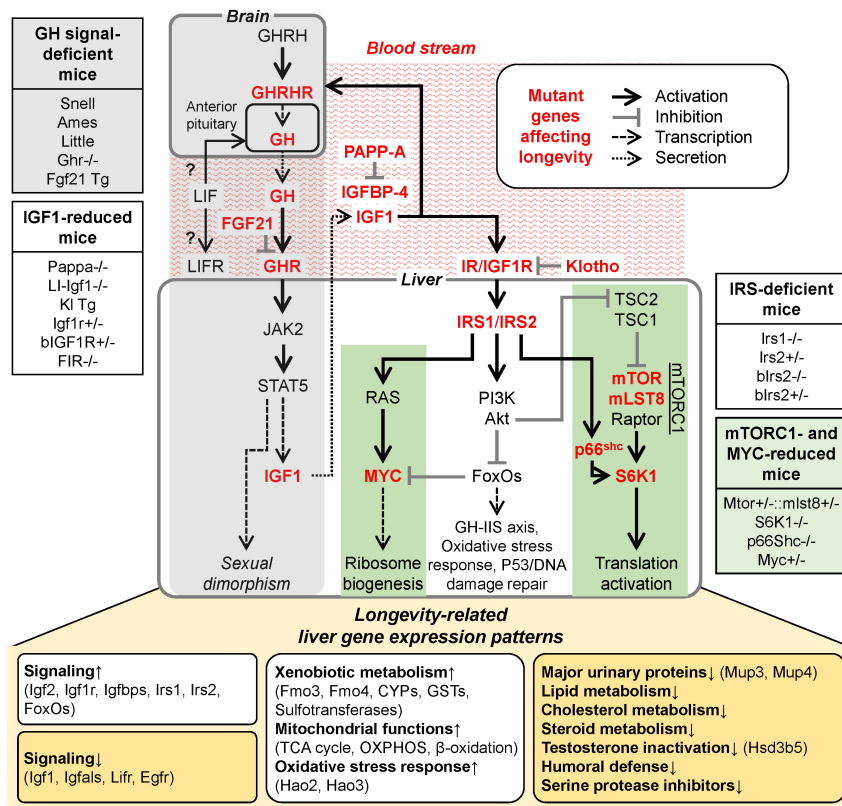 GH signal-
deficient
mice
Snell
Ames
Little
Ghr-/-
Fgf21 Tg
IGF1-reduced
mice
Pappa-/-
LI-Igf1-/-
Kl Tg
Igf1r+/-
bIGF1R+/-
FIR-/-
Brain
GHRH
GHRHR
Anterior
pituitary
GH
?
LIF
GH
FGF21
?
LIFR
GHR
Blood stream
PAPP-A
IGFBP-4
IGF1
IR/IGF1R
Klotho
Mutant
genes
affecting
longevity
Activation
Inhibition
Transcription
Secretion
Liver
JAK2
STAT5
IGF1
Sexual
dimorphism
IRS1/IRS2
RAS
MYC
Ribosome
biogenesis
PI3K
Akt
FoxOs
GH-IIS axis,
Oxidative stress
response, P53/DNA
damage repair
TSC2
TSC1
mTOR
mLST8
Raptor
mTORC1
p66shc
S6K1
Translation
activation
IRS-deficient
mice
Irs1-/-
Irs2+/-
bIrs2-/-
bIrs2+/-
mTORC1- and
MYC-reduced
mice
Mtor+/-::mlst8+/-
S6K1-/-
p66Shc-/-
Myc+/-
Longevity-related
liver gene expression patterns
Signaling↑
(Igf2, Igf1r, Igfbps, Irs1, Irs2,
FoxOs)
Signaling↓
(Igf1, Igfals, Lifr, Egfr)
Xenobiotic metabolism↑
(Fmo3, Fmo4, CYPs, GSTs,
Sulfotransferases)
Mitochondrial functions↑
(TCA cycle, OXPHOS, β-oxidation)
Oxidative stress response↑
(Hao2, Hao3)
Major urinary proteins↓ (Mup3, Mup4)
Lipid metabolism↓
Cholesterol metabolism↓
Steroid metabolism↓
Testosterone inactivation↓ (Hsd3b5)
Humoral defense↓
Serine protease inhibitors↓